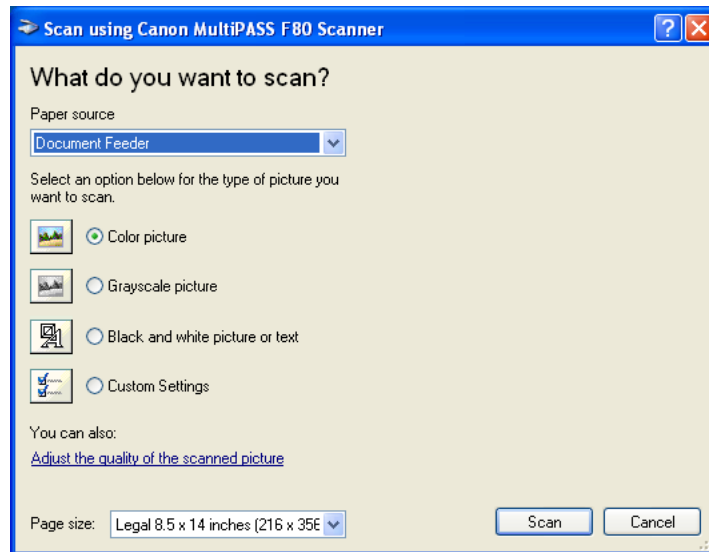 Scan using Canon MultiPASS F80 Scanner
What do you want to scan?
Paper source
Document Feeder
Select an option below for the type of picture you
want to scan.
Color picture
Grayscale picture
Black and white picture or text
Custom Settings
You can also:
Adjust the quality of the scanned picture
Page size: Legal 8.5 x 14 inches (216 x 356
Scan Cancel